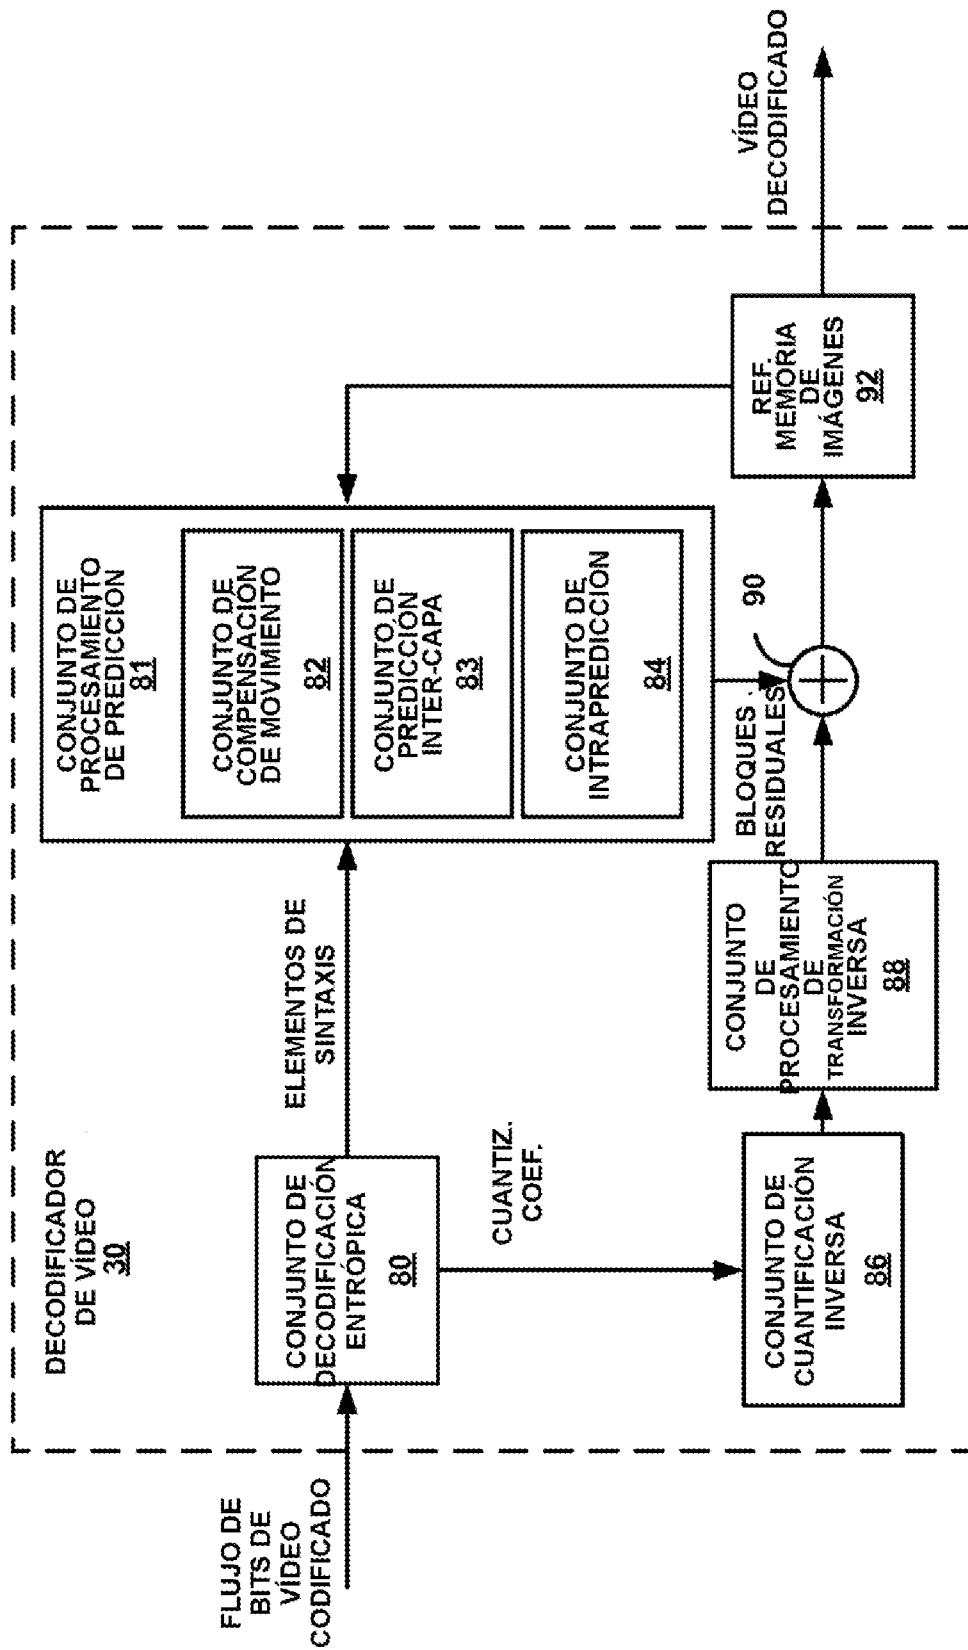 DECODIFICADOR
DE VÍDEO
30
FLUJO DE
BITS DE
VÍDEO
CODIFICADO
CONJUNTO DE
DECODIFICACIÓN
ENTRÓPICA
80
ELEMENTOS DE
SINTAXIS
CONJUNTO DE
PROCESAMIENTO
DE PREDICCION
81
CONJUNTO DE
COMPENSACIÓN
DE MOVIMIENTO
82
CONJUNTO DE
PREDICCIÓN
INTER-CAPA
83
CONJUNTO DE
INTRAPREDICCIÓN
84
CUANTIZ.
COEF.
CONJUNTO DE
CUANTIFICACIÓN
INVERSA
86
CONJUNTO
DE
PROCESAMIENTO
DE
TRANSFORMACIÓN
INVERSA
88
BLOQUES
RESIDUALES
90
REF.
MEMORIA
DE
IMÁGENES
92
VÍDEO
DECODIFICADO